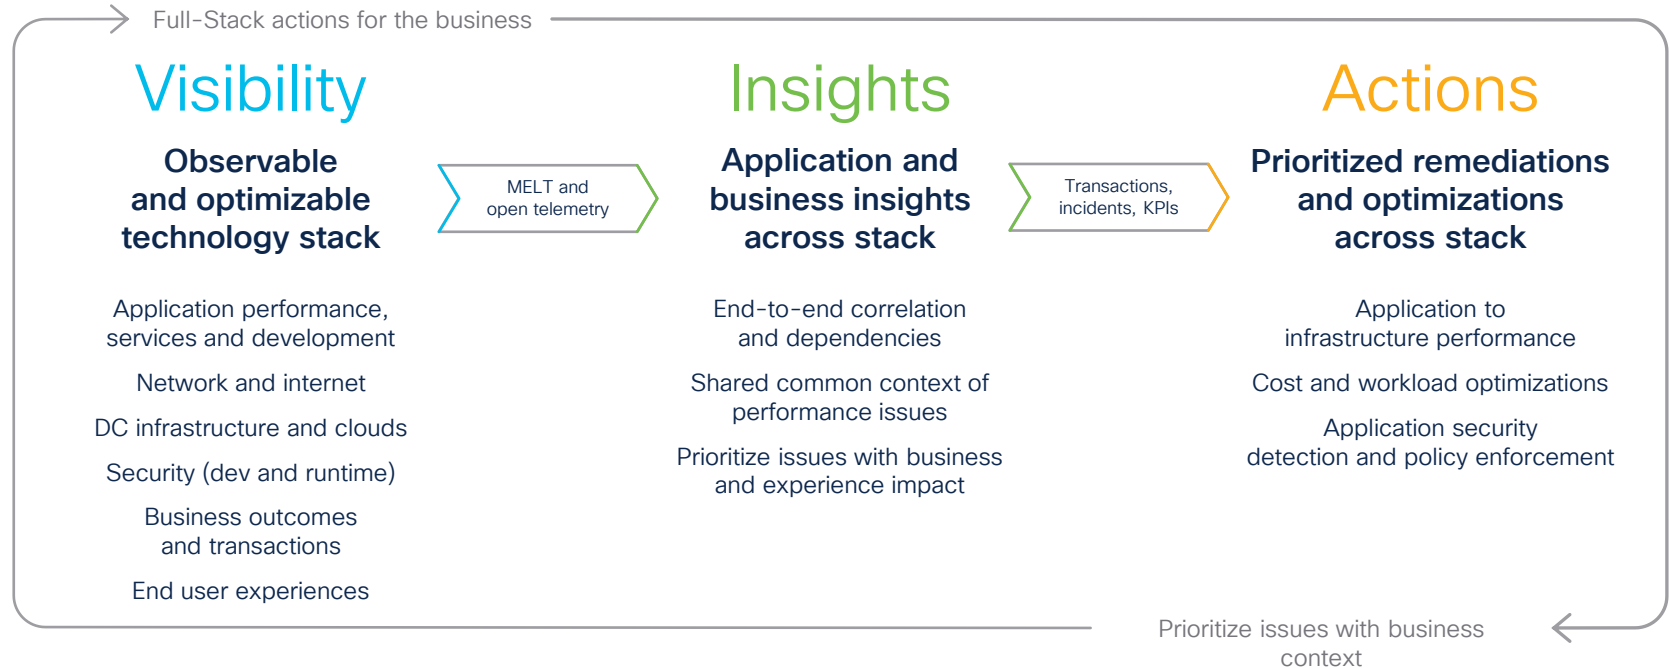 Full-Stack actions for the business
Visibility
Observable
and optimizable
technology stack
Application performance,
services and development
Network and internet
DC infrastructure and clouds
Security (dev and runtime)
Business outcomes
and transactions
End user experiences
MELT and
open telemetry
Insights
Application and
business insights
across stack
End-to-end correlation
and dependencies
Shared common context of
performance issues
Prioritize issues with business
and experience impact
Transactions,
incidents, KPIs
Actions
Prioritized remediations
and optimizations
across stack
Application to
infrastructure performance
Cost and workload optimizations
Application security
detection and policy enforcement
Prioritize issues with business
context